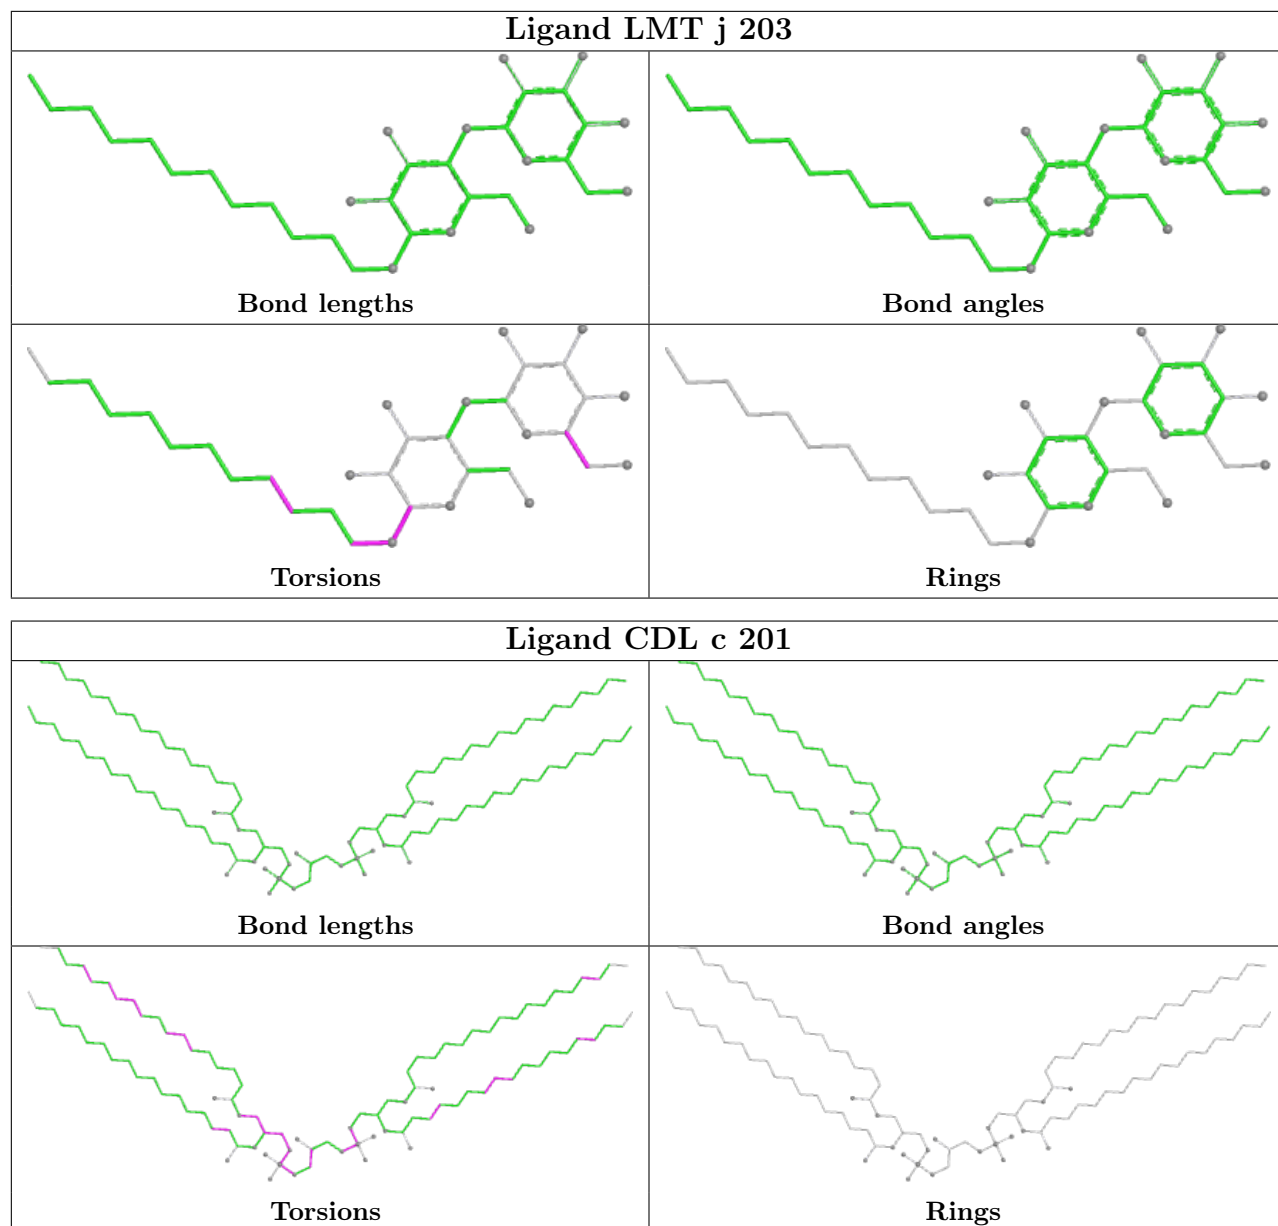 Ligand LMT j 203
Bond lengths
Bond angles
Torsions
Rings
Ligand CDL c 201
Bond lengths
Bond angles
Torsions
Rings